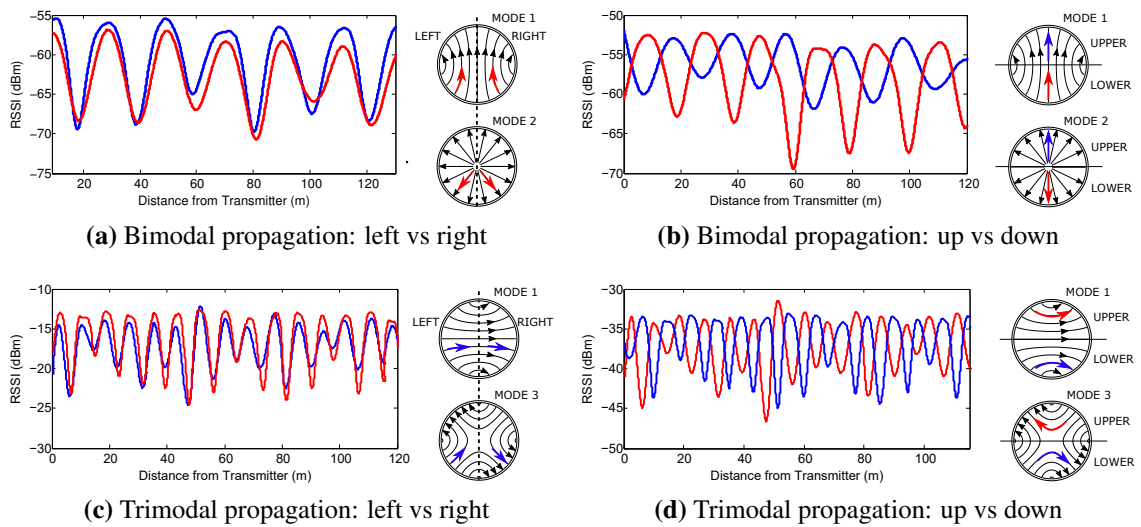 −55
−60
−65
−70
−75
RSSI (dBm)
20 40 60 80 100 120
Distance from Transmitter (m)
MODE 1
LEFT RIGHT
MODE 2
(a) Bimodal propagation: left vs right
−50
−55
−60
−65
−70
RSSI (dBm)
0 20 40 60 80 100 120
Distance from Transmitter (m)
MODE 1
UPPER
LOWER
MODE 2
UPPER
LOWER
(b) Bimodal propagation: up vs down
−10
−15
−20
−25
−30
RSSI (dBm)
0 20 40 60 80 100 120
Distance from Transmitter (m)
MODE 1
LEFT RIGHT
MODE 3
(c) Trimodal propagation: left vs right
−30
−35
−40
−45
−50
RSSI (dBm)
0 20 40 60 80 100
Distance from Transmitter (m)
MODE 1
UPPER
LOWER
MODE 3
UPPER
LOWER
(d) Trimodal propagation: up vs down